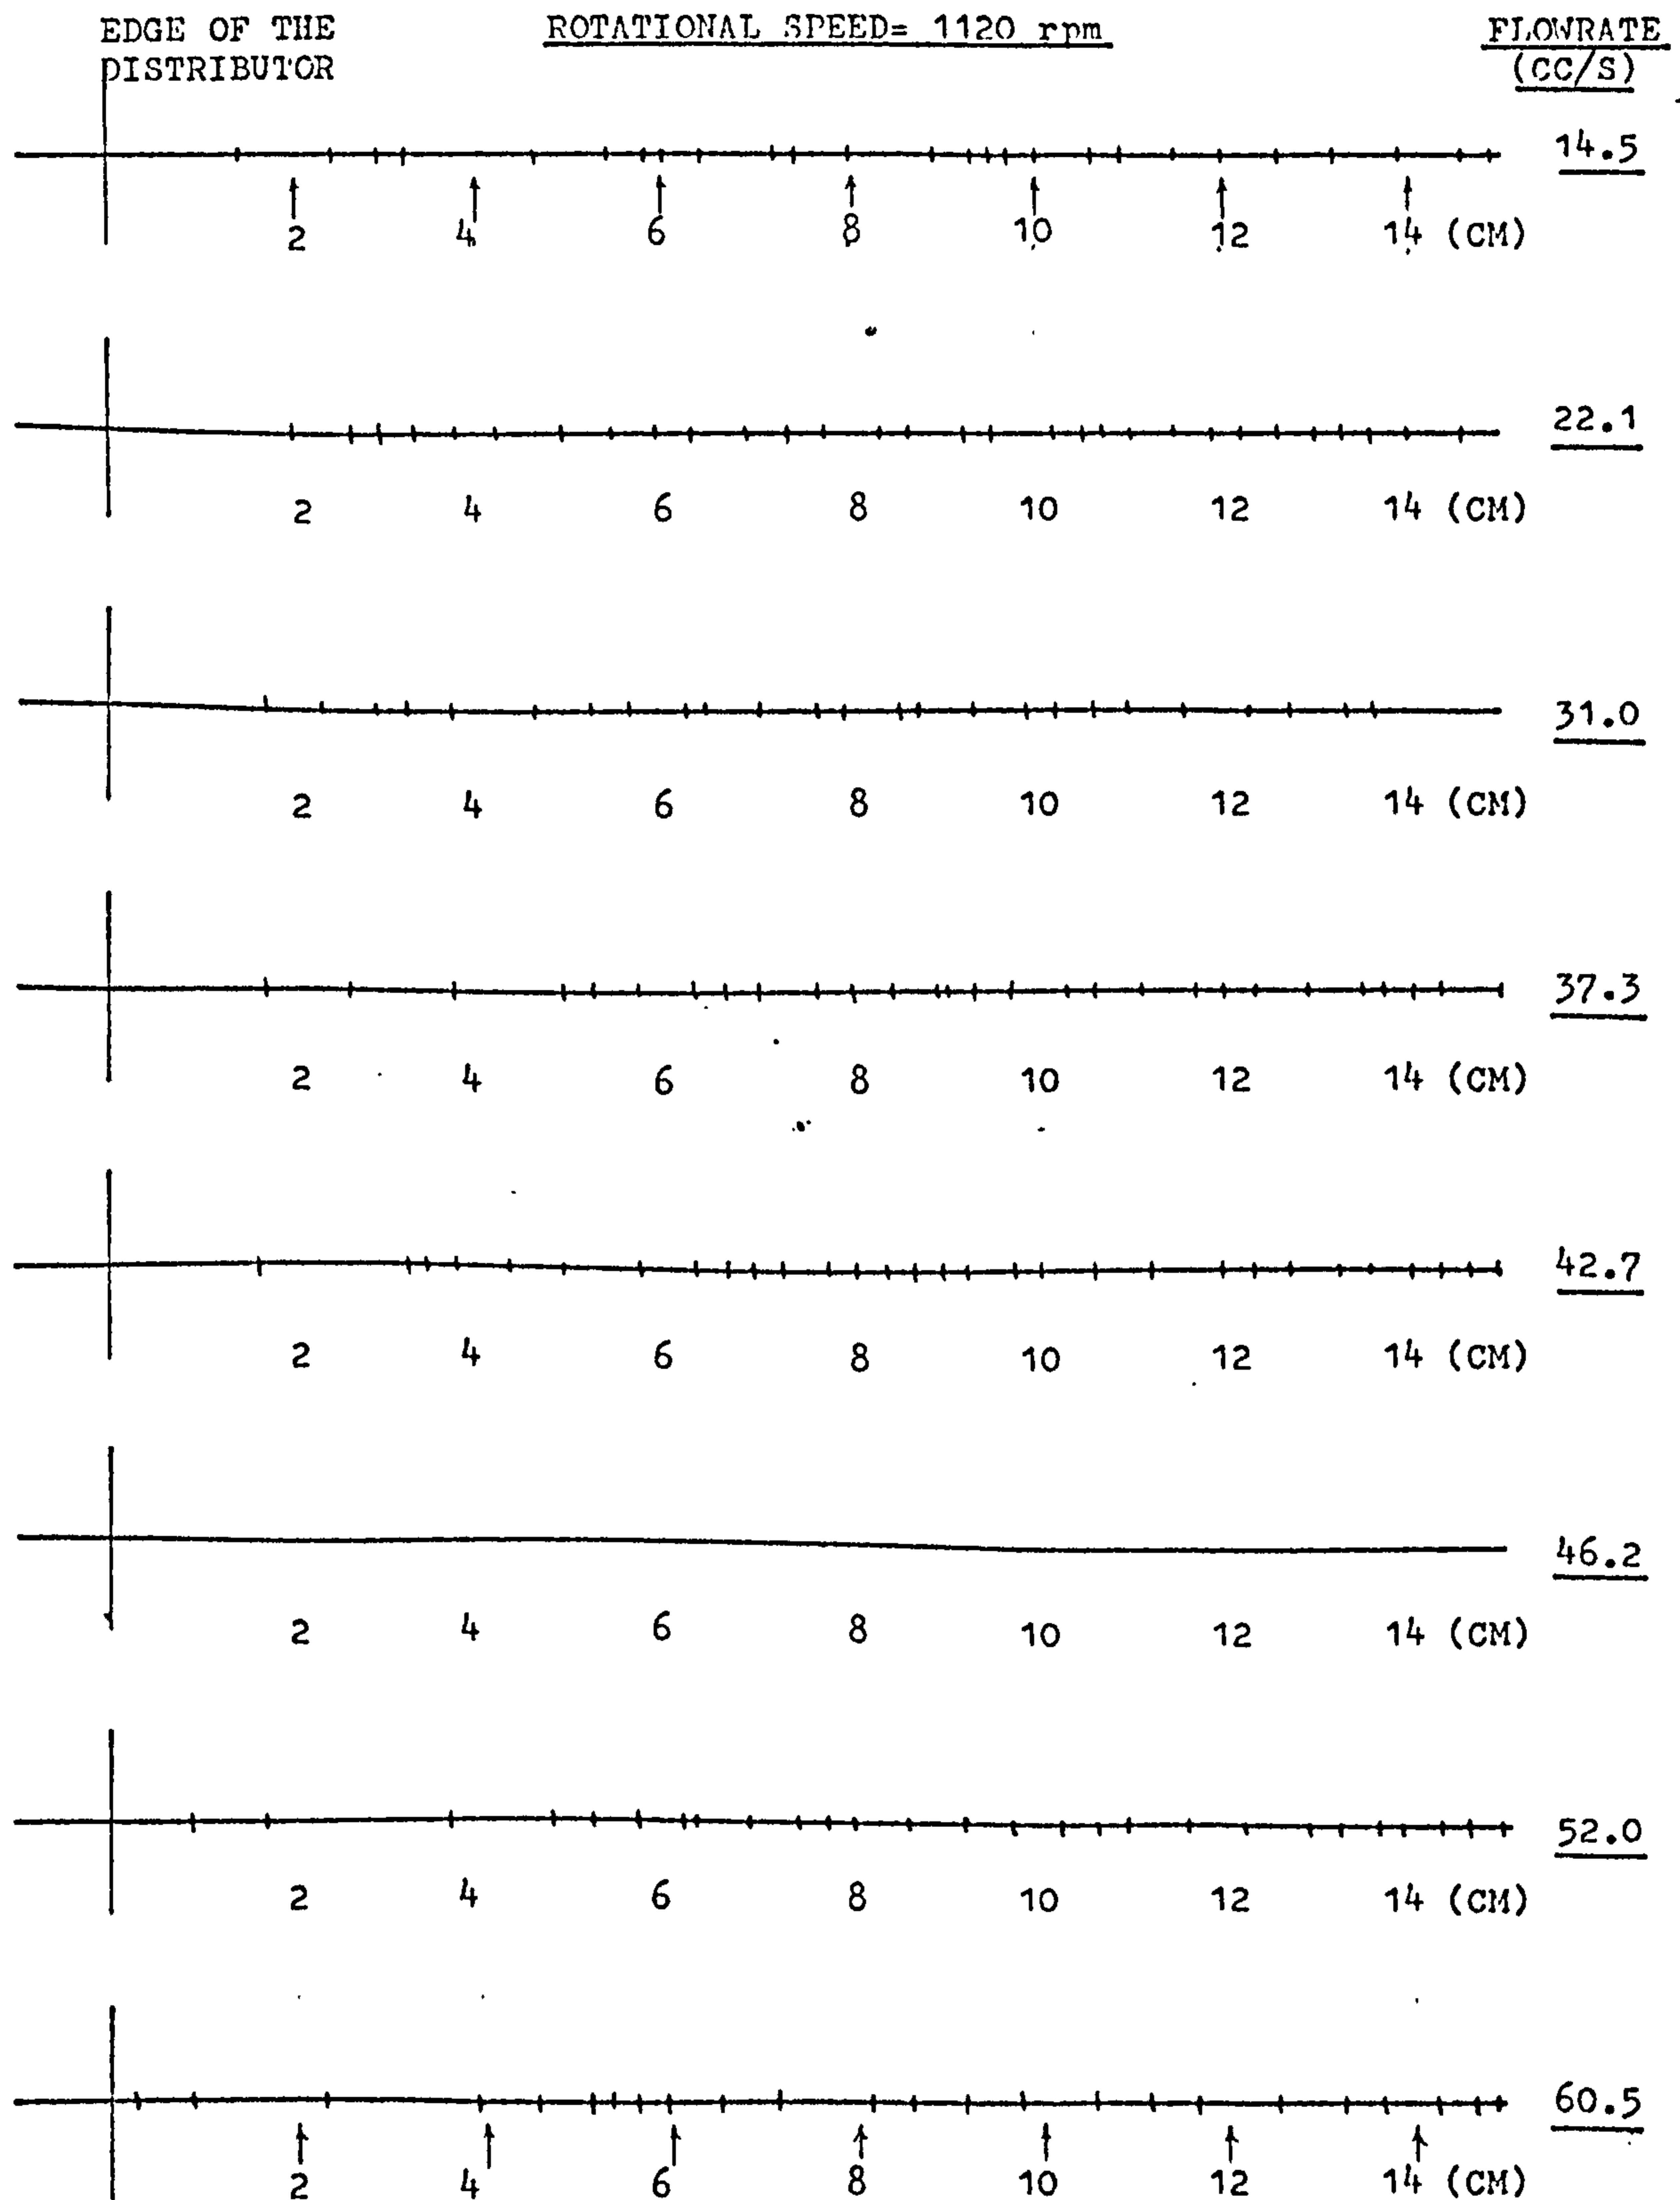 EDGE OF THE
DISTRIBUTOR
ROTATIONAL SPEED= 1120 rpm
FLOWRATE
(CC/S)
14.5
2 4 6 8 10 12 14 (CM)
22.1
2 4 6 8 10 12 14 (CM)
31.0
2 4 6 8 10 12 14 (CM)
37.3
2 4 6 8 10 12 14 (CM)
42.7
2 4 6 8 10 12 14 (CM)
46.2
2 4 6 8 10 12 14 (CM)
52.0
2 4 6 8 10 12 14 (CM)
60.5
2 4 6 8 10 12 14 (CM)